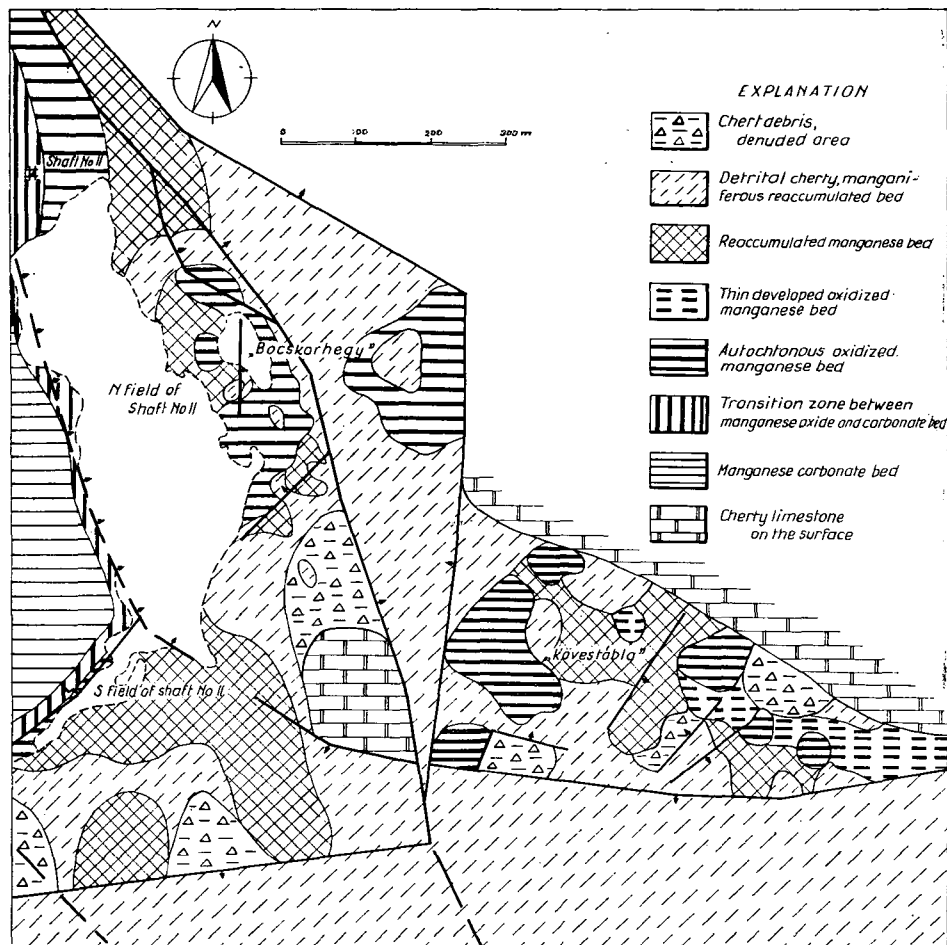 N
0 100 200 300 m
EXPLANATION
Chert debris,
denuded area
Detrital cherty, mangani-
ferous reaccumulated bed
Reaccumulated manganese bed
Thin developed oxidized
manganese bed
Autochtonous oxidized
manganese bed
Transition zone between
manganese oxide and carbonate bed
Manganese carbonate bed
Cherty limestone
on the surface
Shaft No II
„Bocskorhegy"
N field of
Shaft No II
„Kövestábla"
S field of shaft No II.